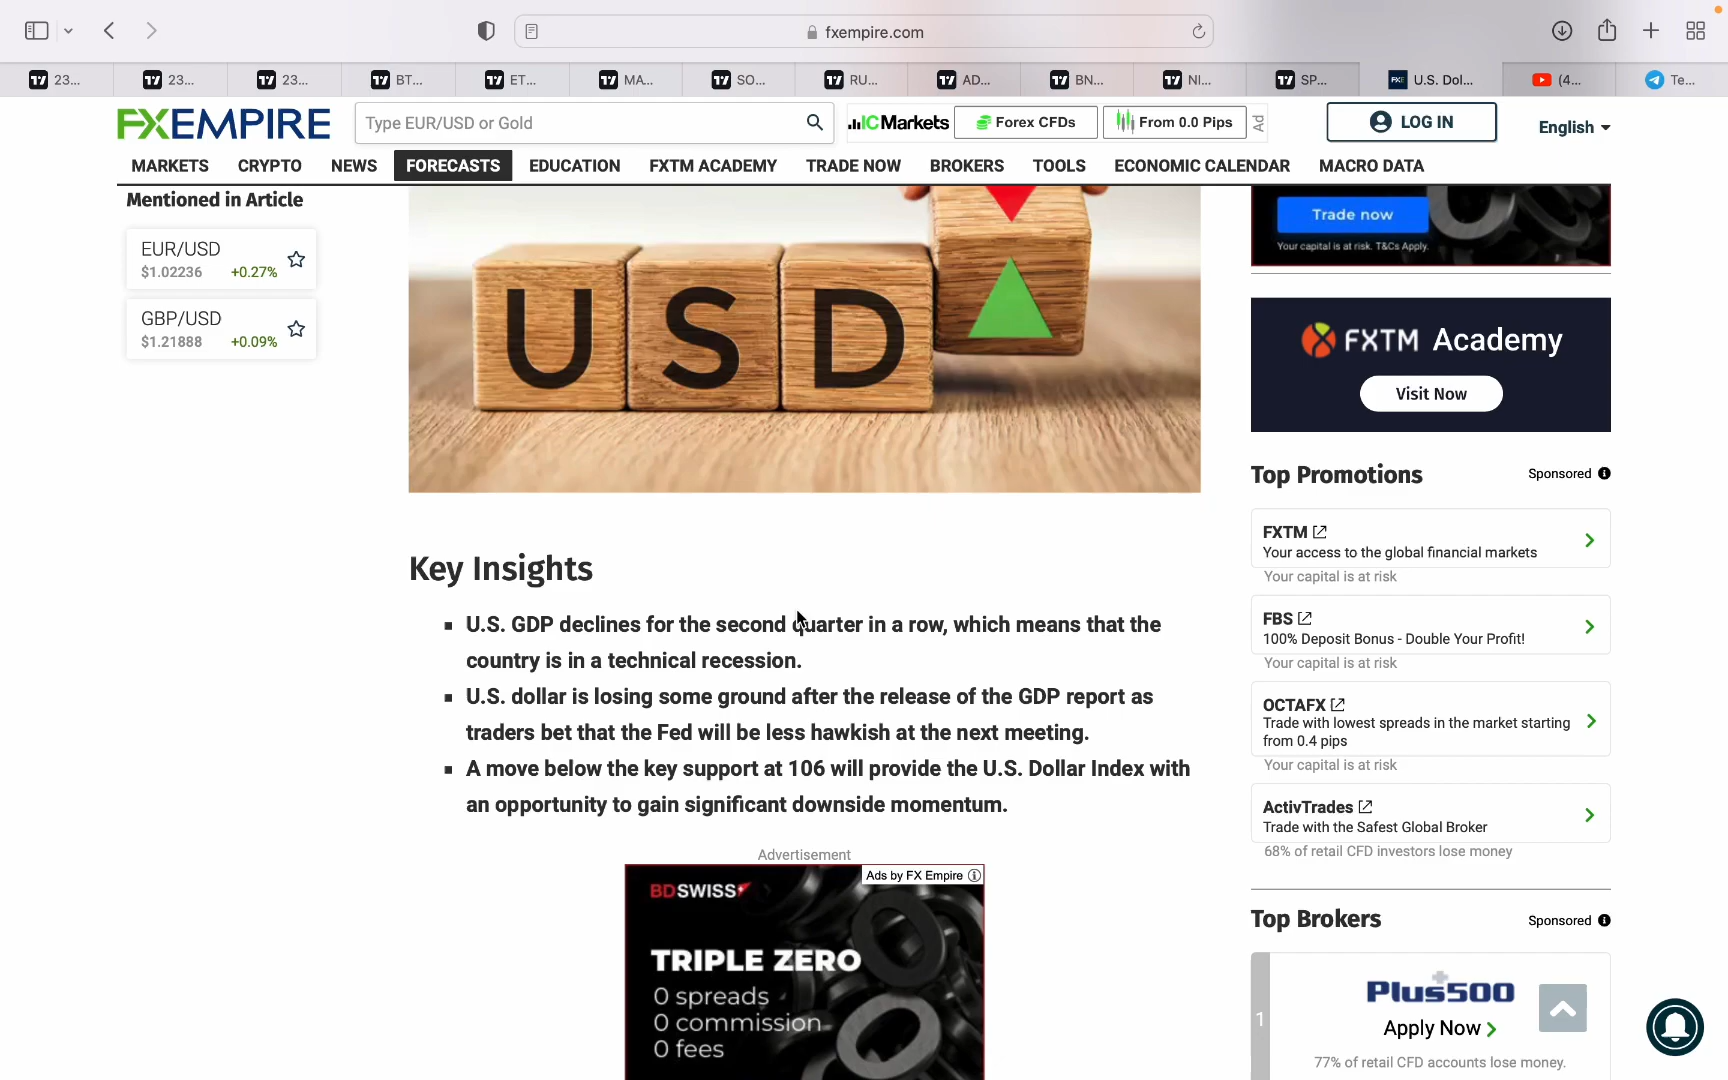 fxempire.com
23...
23...
23...
BT...
ET...
MA...
SO...
RU...
AD...
BN...
NI...
SP...
U.S. Dol...
(4...
Te...
FXEMPIRE
Type EUR/USD or Gold
ICMarkets
Forex CFDs
From 0.0 Pips
Ad
LOG IN
English
MARKETS CRYPTO NEWS FORECASTS EDUCATION FXTM ACADEMY TRADE NOW BROKERS TOOLS ECONOMIC CALENDAR MACRO DATA
Mentioned in Article
EUR/USD
$1.02236 +0.27%
GBP/USD
$1.21888 +0.09%
USD
Key Insights
U.S. GDP declines for the second quarter in a row, which means that the
country is in a technical recession.
U.S. dollar is losing some ground after the release of the GDP report as
traders bet that the Fed will be less hawkish at the next meeting.
A move below the key support at 106 will provide the U.S. Dollar Index with
an opportunity to gain significant downside momentum.
Advertisement
Ads by FX Empire
BDSWISS
TRIPLE ZERO
0 spreads
0 commission
0 fees
Trade now
Your capital is at risk. T&Cs Apply.
FXTM Academy
Visit Now
Top Promotions
Sponsored
FXTM
Your access to the global financial markets
Your capital is at risk
FBS
100% Deposit Bonus - Double Your Profit!
Your capital is at risk
OCTAFX
Trade with lowest spreads in the market starting
from 0.4 pips
Your capital is at risk
ActivTrades
Trade with the Safest Global Broker
68% of retail CFD investors lose money
Top Brokers
Sponsored
1
Plus500
Apply Now
77% of retail CFD accounts lose money.